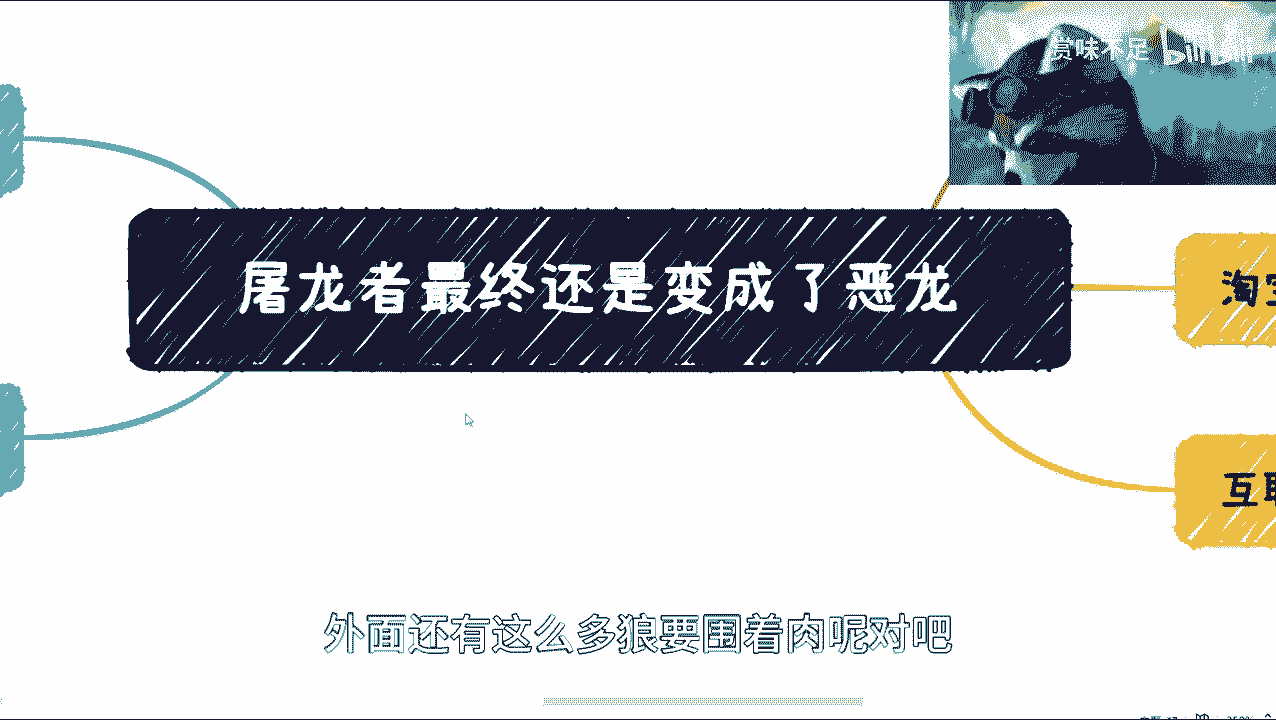 赏味不足 bilibili
屠龙者最终还是变成了恶龙
淘宝
互联
外面还有这么多狼要围着肉呢对吧